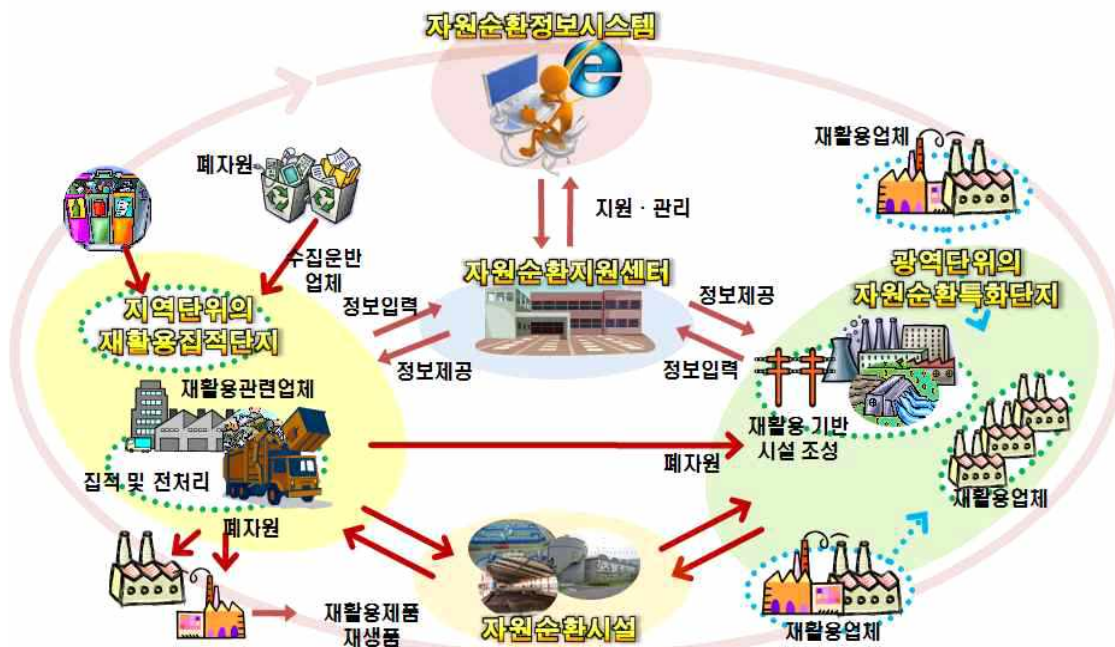 자원순환정보시스템
재활용업체
폐자원
지원 · 관리
수집운반
업체
자원순환지원센터
광역단위의
자원순환특화단지
지역단위의
재활용집적단지
정보입력
정보제공
정보제공
정보입력
재활용관련업체
재활용 기반
시설 조성
폐자원
집적 및 전처리
재활용업체
폐자원
재활용제품
재생품
자원순환시설
재활용업체